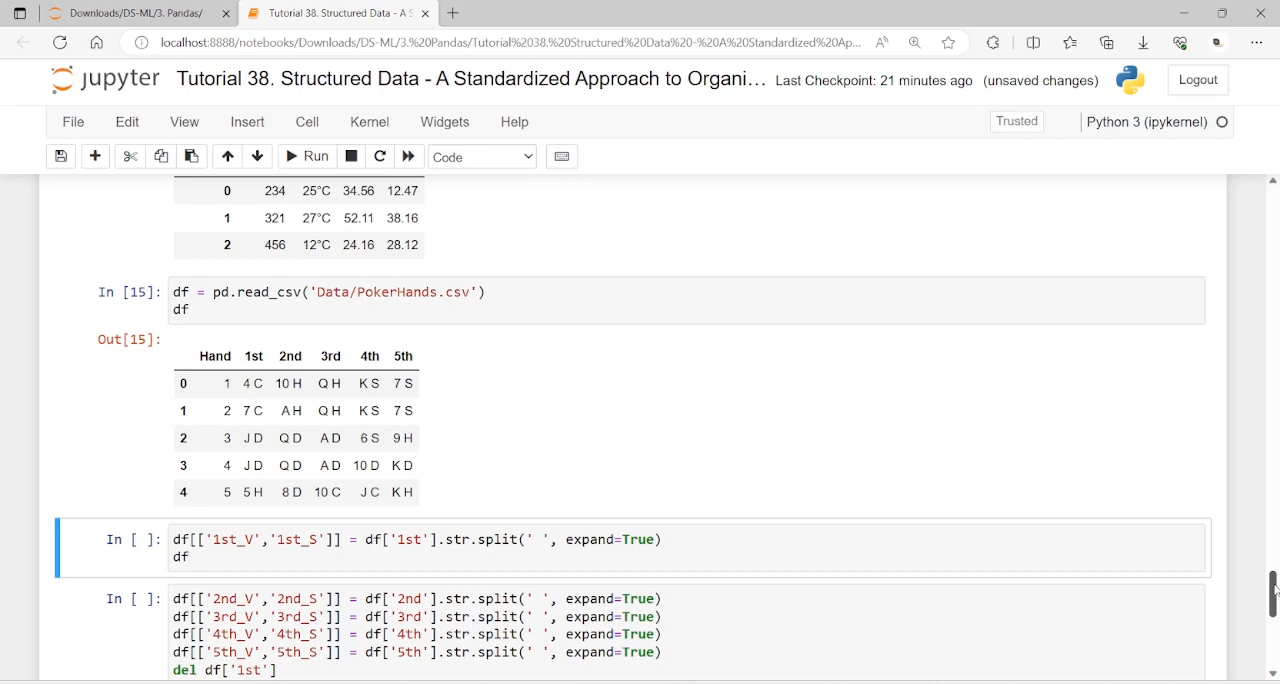 Downloads/DS-ML/3. Pandas/
Tutorial 38. Structured Data - A S
localhost:8888/notebooks/Downloads/DS-ML/3.%20Pandas/Tutorial%2038.%20Structured%20Data%20-%20A%20Standardized%20Ap...
jupyter Tutorial 38. Structured Data - A Standardized Approach to Organi... Last Checkpoint: 21 minutes ago (unsaved changes) Logout
File Edit View Insert Cell Kernel Widgets Help Trusted Python 3 (ipykernel)
Run Code
0 234 25°C 34.56 12.47
1 321 27°C 52.11 38.16
2 456 12°C 24.16 28.12
In [15]: df = pd.read_csv('Data/PokerHands.csv')
df
Out[15]:
Hand 1st 2nd 3rd 4th 5th
0 1 4 C 10 H Q H K S 7 S
1 2 7 C A H Q H K S 7 S
2 3 J D Q D A D 6 S 9 H
3 4 J D Q D A D 10 D K D
4 5 5 H 8 D 10 C J C K H
In [ ]: df[['1st_V','1st_S']] = df['1st'].str.split(' ', expand=True)
df
In [ ]: df[['2nd_V','2nd_S']] = df['2nd'].str.split(' ', expand=True)
df[['3rd_V','3rd_S']] = df['3rd'].str.split(' ', expand=True)
df[['4th_V','4th_S']] = df['4th'].str.split(' ', expand=True)
df[['5th_V','5th_S']] = df['5th'].str.split(' ', expand=True)
del df['1st']